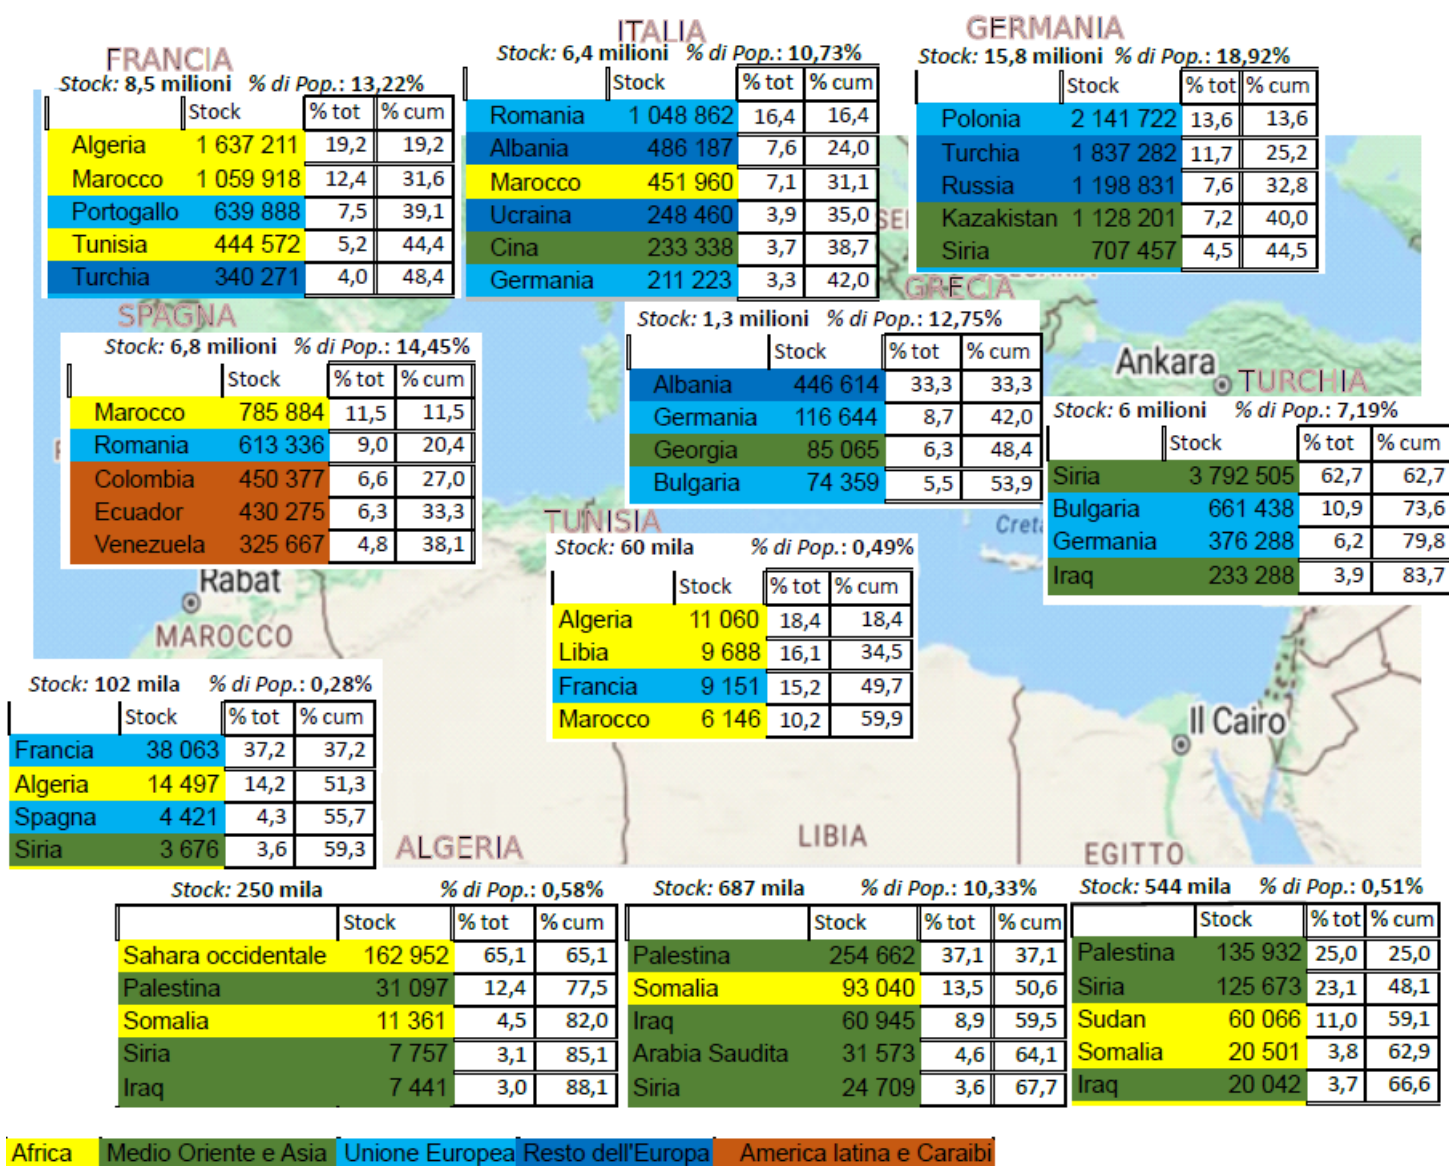 FRANCIA
Stock: 8,5 milioni % di Pop.: 13,22%
Stock % tot % cum
Algeria 1 637 211 19,2 19,2
Marocco 1 059 918 12,4 31,6
Portogallo 639 888 7,5 39,1
Tunisia 444 572 5,2 44,4
Turchia 340 271 4,0 48,4
ITALIA
Stock: 6,4 milioni % di Pop.: 10,73%
Stock % tot % cum
Romania 1 048 862 16,4 16,4
Albania 486 187 7,6 24,0
Marocco 451 960 7,1 31,1
Ucraina 248 460 3,9 35,0
Cina 233 338 3,7 38,7
Germania 211 223 3,3 42,0
GERMANIA
Stock: 15,8 milioni % di Pop.: 18,92%
Stock % tot % cum
Polonia 2 141 722 13,6 13,6
Turchia 1 837 282 11,7 25,2
Russia 1 198 831 7,6 32,8
Kazakistan 1 128 201 7,2 40,0
Siria 707 457 4,5 44,5
SPAGNA
Stock: 6,8 milioni % di Pop.: 14,45%
Stock % tot % cum
Marocco 785 884 11,5 11,5
Romania 613 336 9,0 20,4
Colombia 450 377 6,6 27,0
Ecuador 430 275 6,3 33,3
Venezuela 325 667 4,8 38,1
GRECIA
Stock: 1,3 milioni % di Pop.: 12,75%
Stock % tot % cum
Albania 446 614 33,3 33,3
Germania 116 644 8,7 42,0
Georgia 85 065 6,3 48,4
Bulgaria 74 359 5,5 53,9
Ankara
TURCHIA
Stock: 6 milioni % di Pop.: 7,19%
Stock % tot % cum
Siria 3 792 505 62,7 62,7
Bulgaria 661 438 10,9 73,6
Germania 376 288 6,2 79,8
Iraq 233 288 3,9 83,7
TUNISIA
Stock: 60 mila % di Pop.: 0,49%
Stock % tot % cum
Algeria 11 060 18,4 18,4
Libia 9 688 16,1 34,5
Francia 9 151 15,2 49,7
Marocco 6 146 10,2 59,9
Creta
Rabat
MAROCCO
Stock: 102 mila % di Pop.: 0,28%
Stock % tot % cum
Francia 38 063 37,2 37,2
Algeria 14 497 14,2 51,3
Spagna 4 421 4,3 55,7
Siria 3 676 3,6 59,3
Il Cairo
ALGERIA
Stock: 250 mila % di Pop.: 0,58%
Stock % tot % cum
Sahara occidentale 162 952 65,1 65,1
Palestina 31 097 12,4 77,5
Somalia 11 361 4,5 82,0
Siria 7 757 3,1 85,1
Iraq 7 441 3,0 88,1
LIBIA
Stock: 687 mila % di Pop.: 10,33%
Stock % tot % cum
Palestina 254 662 37,1 37,1
Somalia 93 040 13,5 50,6
Iraq 60 945 8,9 59,5
Arabia Saudita 31 573 4,6 64,1
Siria 24 709 3,6 67,7
EGITTO
Stock: 544 mila % di Pop.: 0,51%
Stock % tot % cum
Palestina 135 932 25,0 25,0
Siria 125 673 23,1 48,1
Sudan 60 066 11,0 59,1
Somalia 20 501 3,8 62,9
Iraq 20 042 3,7 66,6
Africa Medio Oriente e Asia Unione Europea Resto dell'Europa America latina e Caraibi